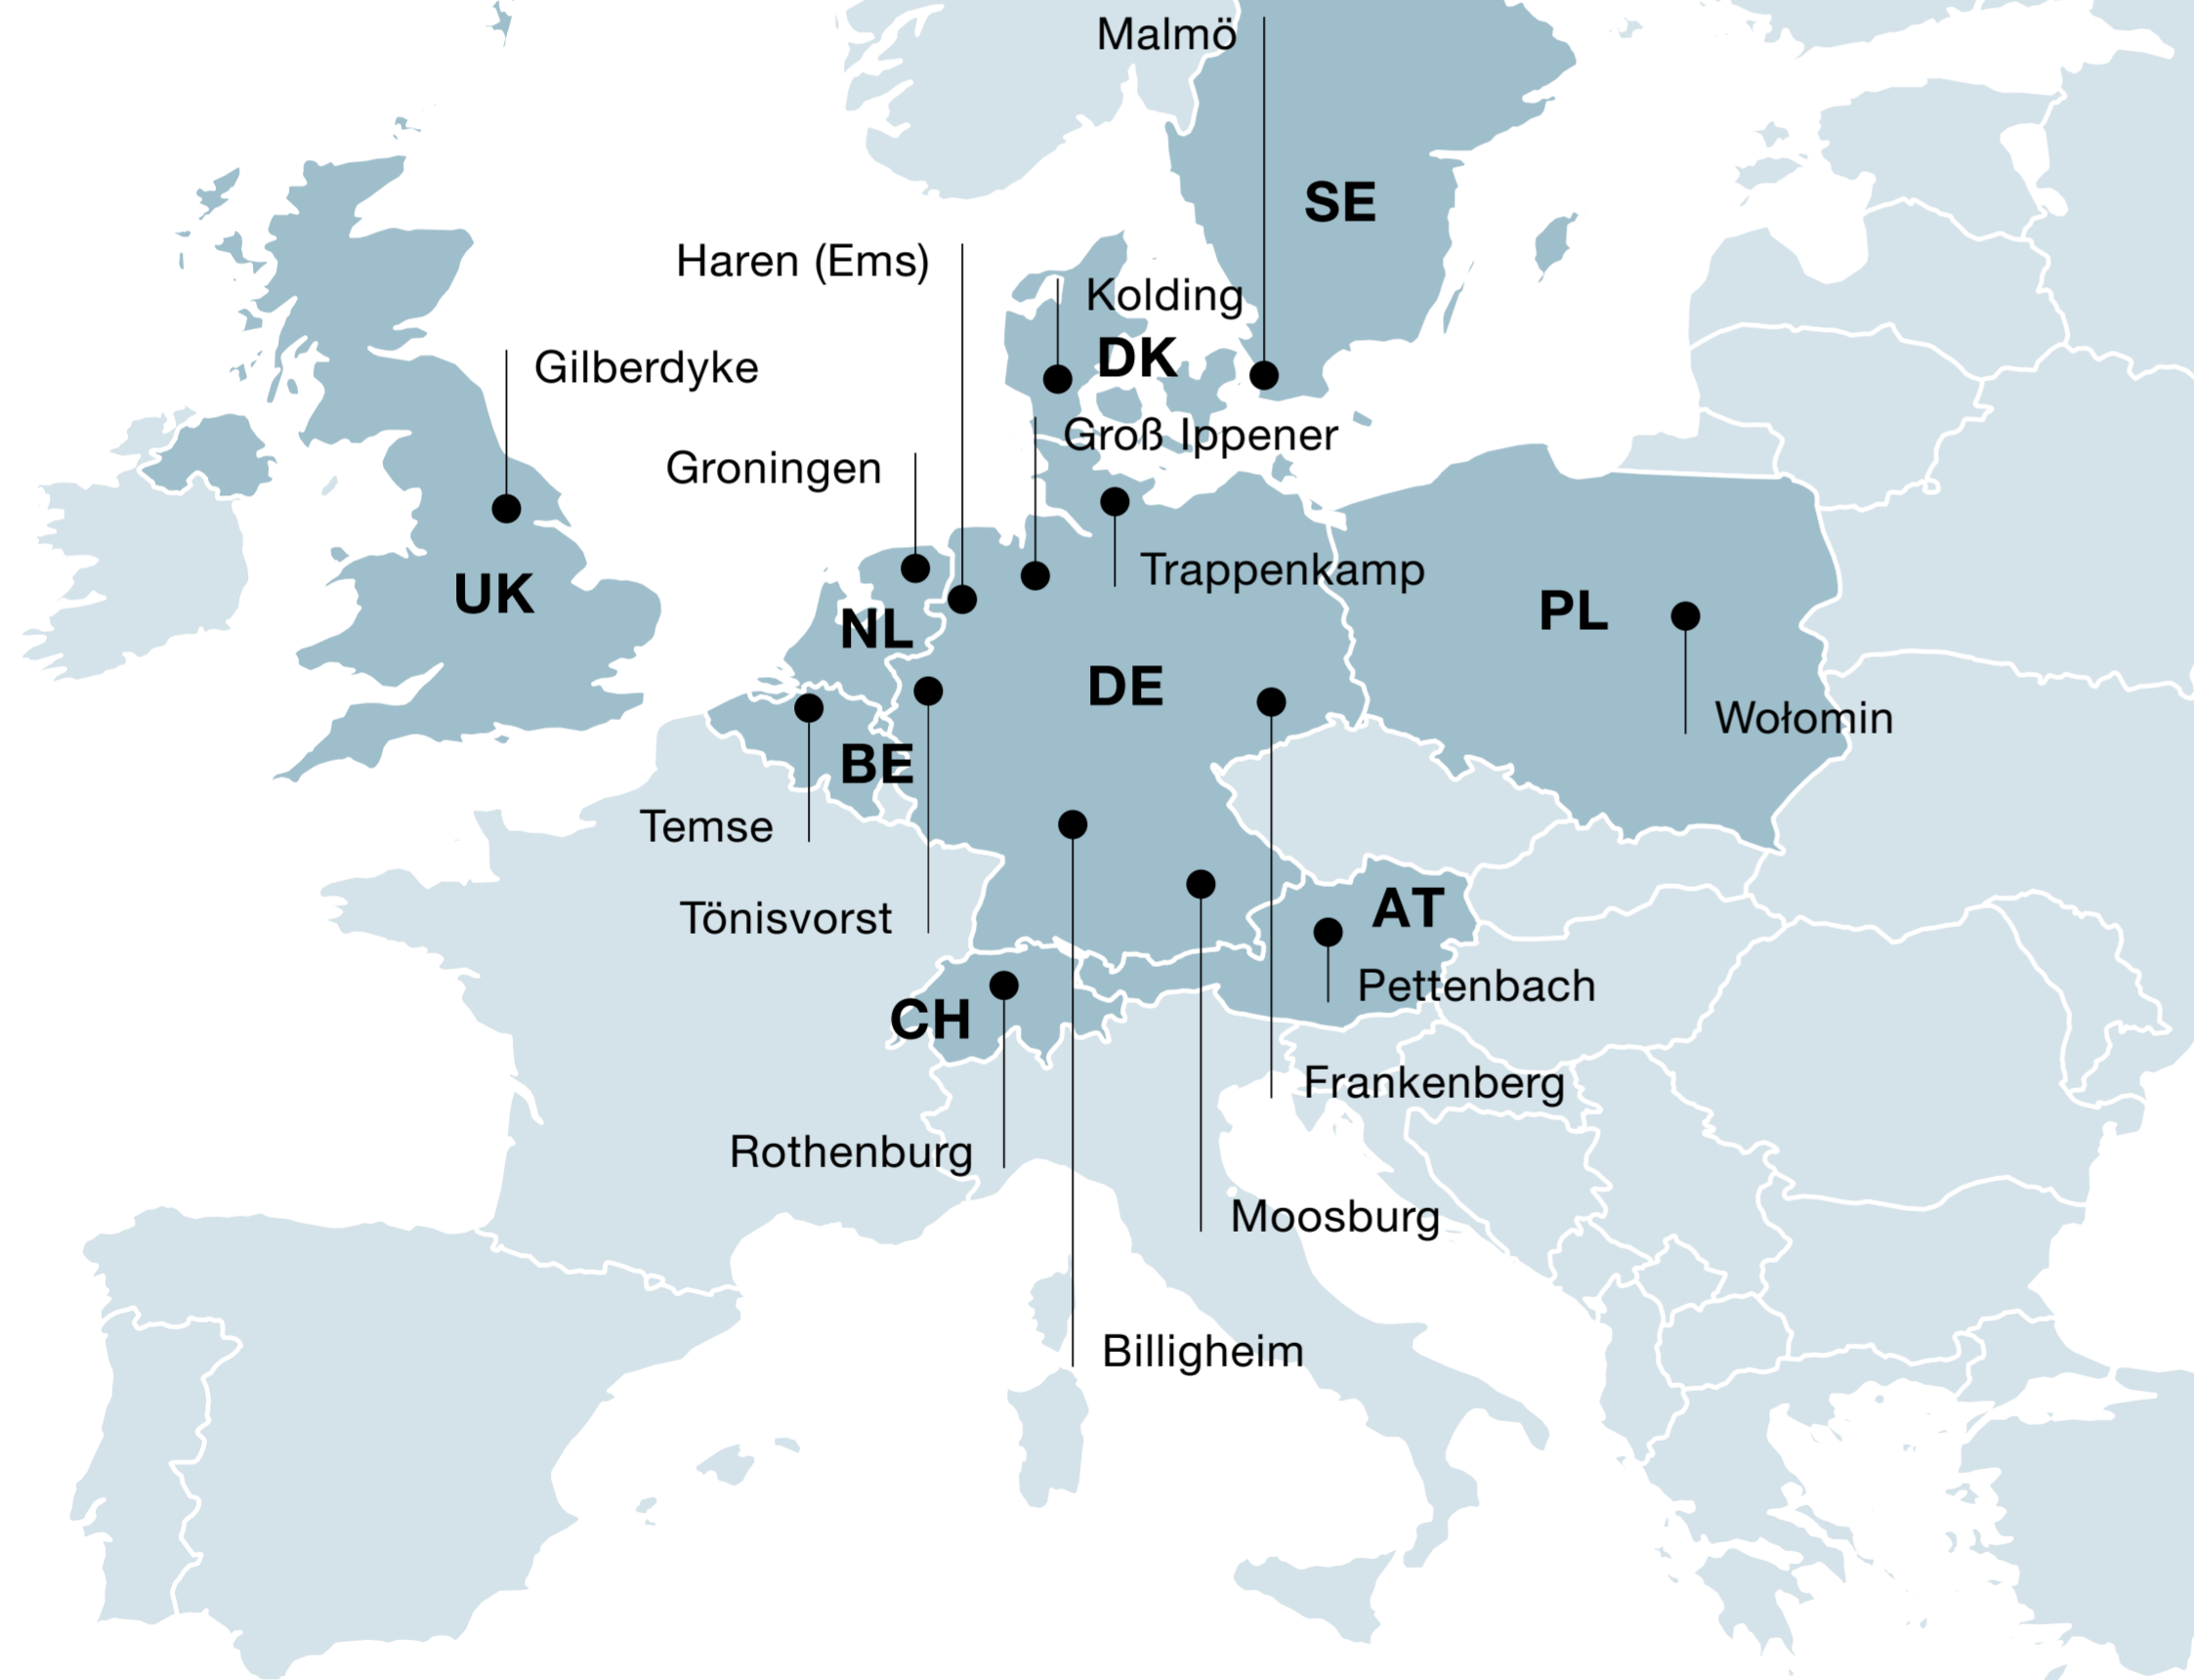 Malmö
SE
Haren (Ems)
Kolding
DK
Gilberdyke
Groß Ippener
Groningen
Trappenkamp
UK
NL
PL
DE
Wołomin
BE
Temse
AT
Tönisvorst
Pettenbach
CH
Frankenberg
Rothenburg
Moosburg
Billigheim